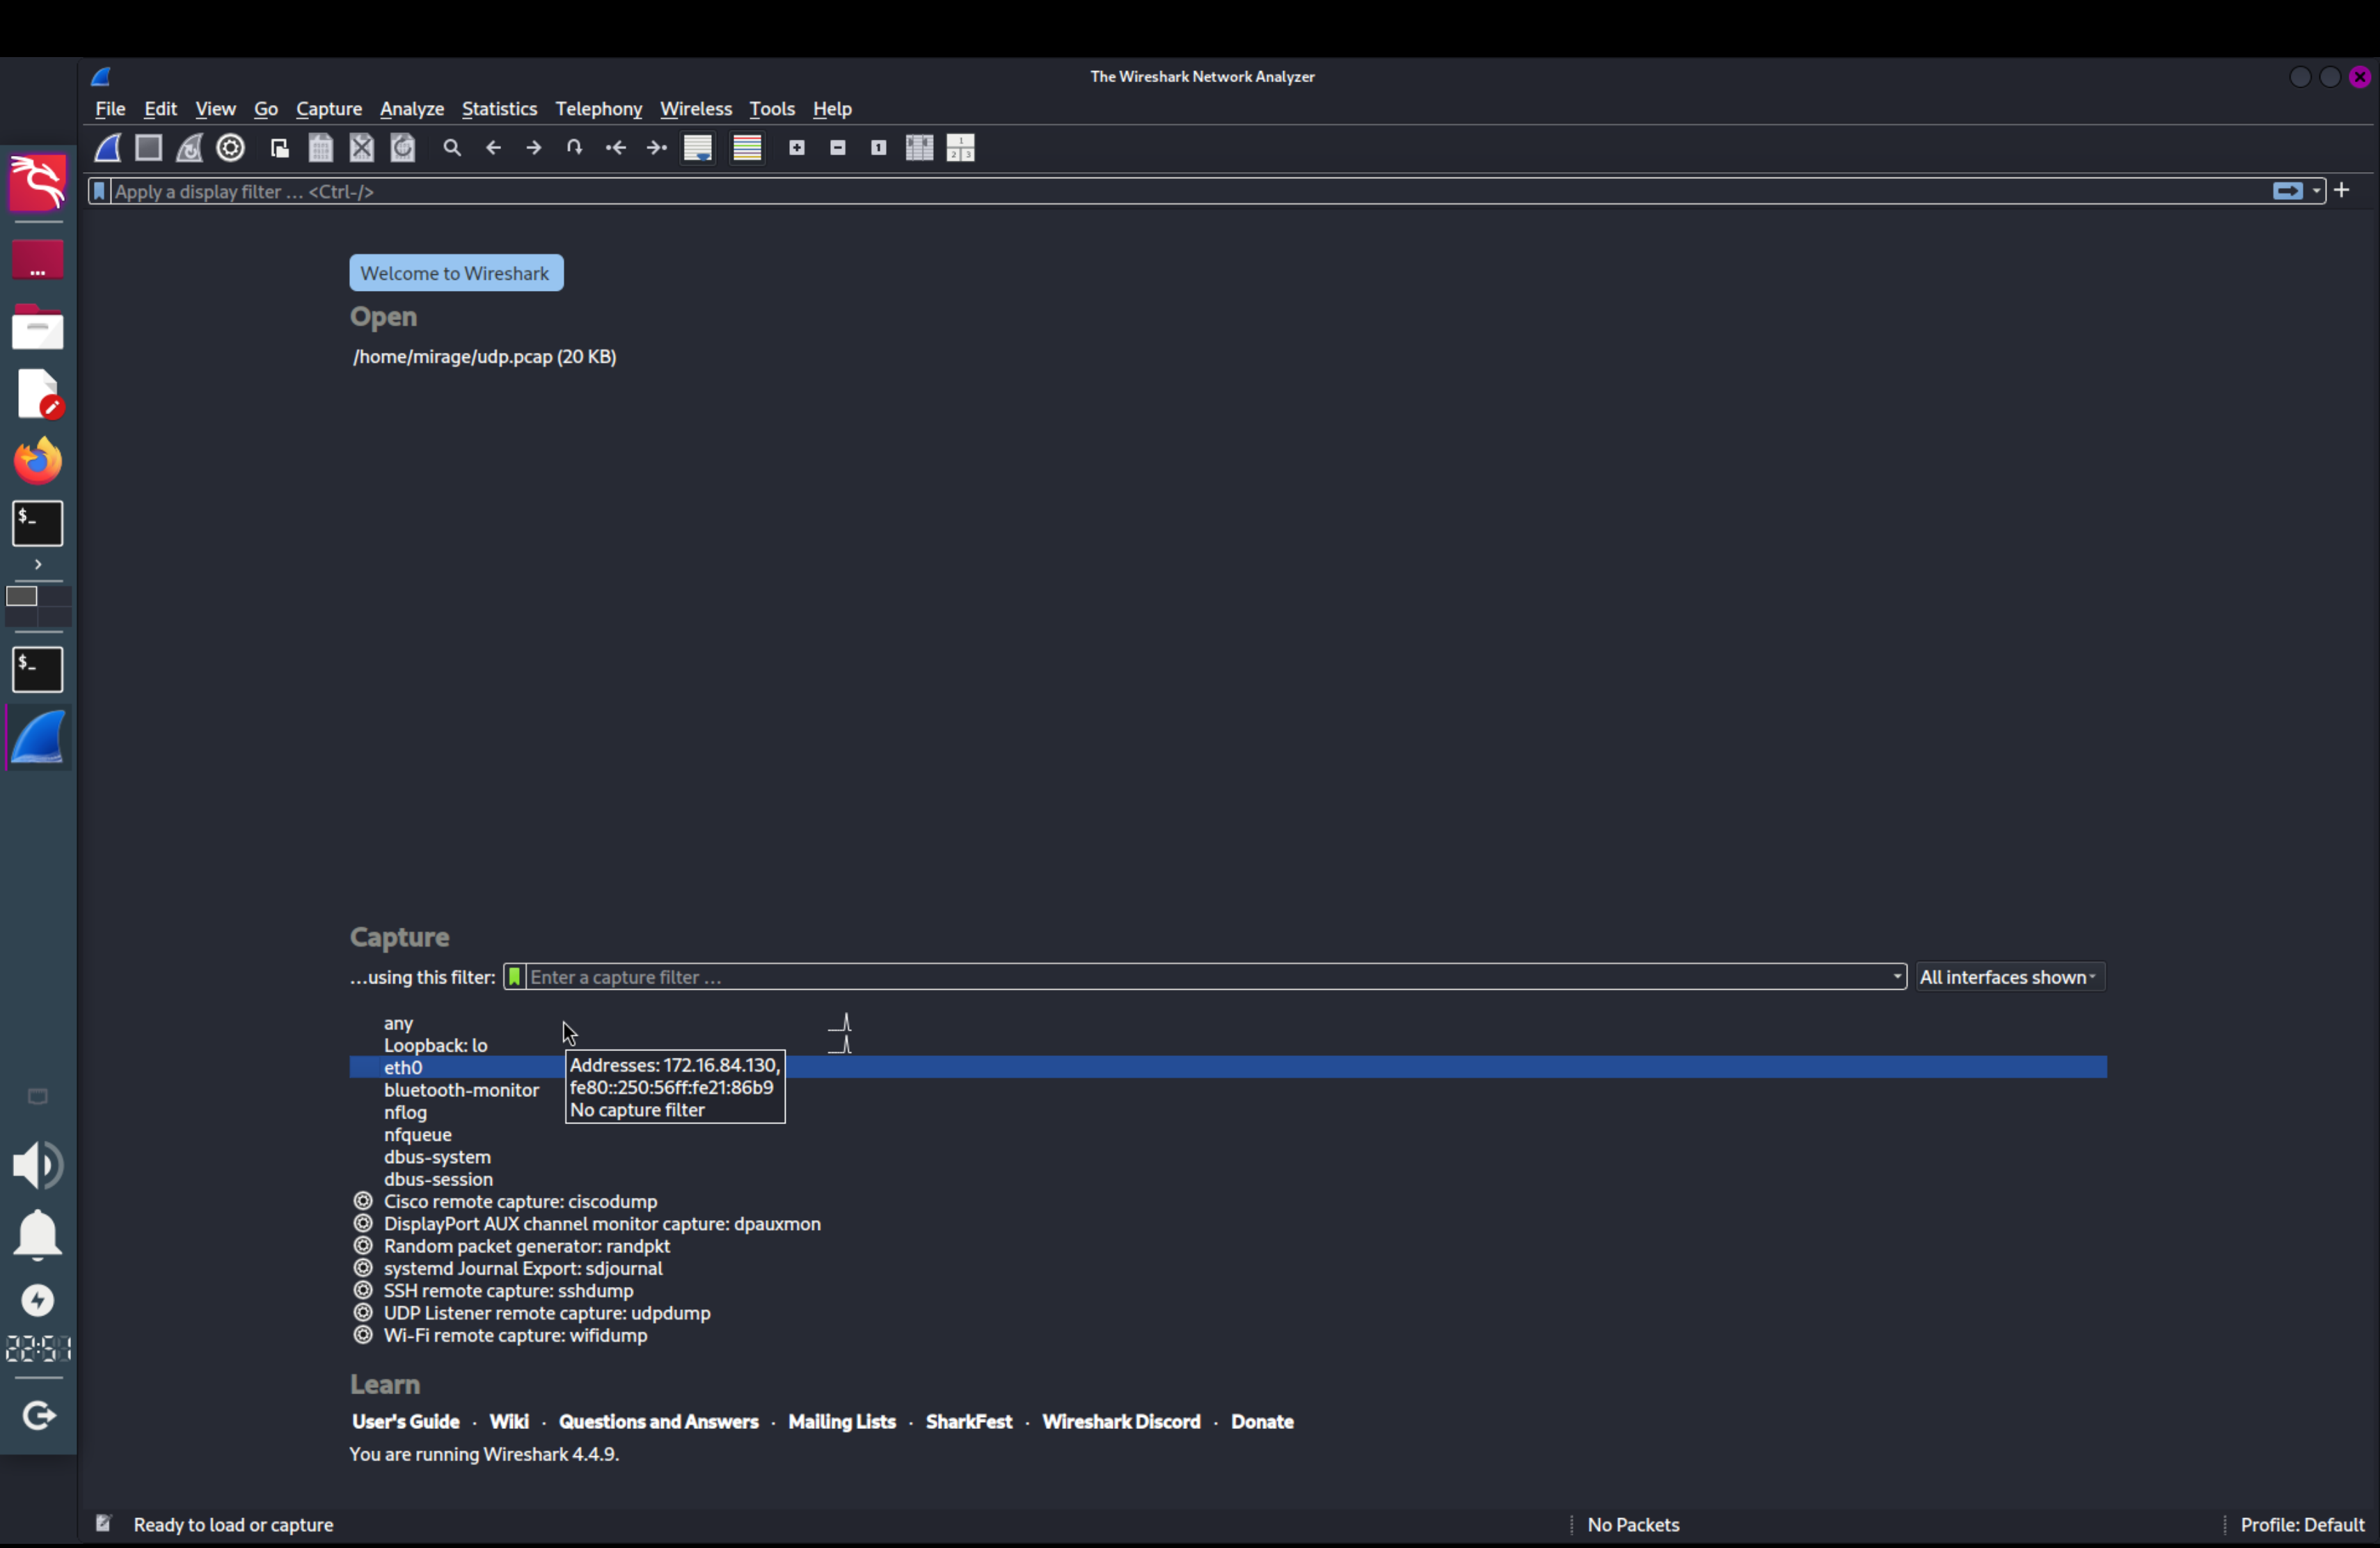 The Wireshark Network Analyzer
File Edit View Go Capture Analyze Statistics Telephony Wireless Tools Help
Apply a display filter … <Ctrl-/>
Welcome to Wireshark
Open
/home/mirage/udp.pcap (20 KB)
Capture
…using this filter: Enter a capture filter … All interfaces shown
any
Loopback: lo
eth0
Addresses: 172.16.84.130,
fe80::250:56ff:fe21:86b9
No capture filter
bluetooth-monitor
nflog
nfqueue
dbus-system
dbus-session
Cisco remote capture: ciscodump
DisplayPort AUX channel monitor capture: dpauxmon
Random packet generator: randpkt
systemd Journal Export: sdjournal
SSH remote capture: sshdump
UDP Listener remote capture: udpdump
Wi-Fi remote capture: wifidump
22:51
Learn
User's Guide · Wiki · Questions and Answers · Mailing Lists · SharkFest · Wireshark Discord · Donate
You are running Wireshark 4.4.9.
Ready to load or capture
No Packets
Profile: Default